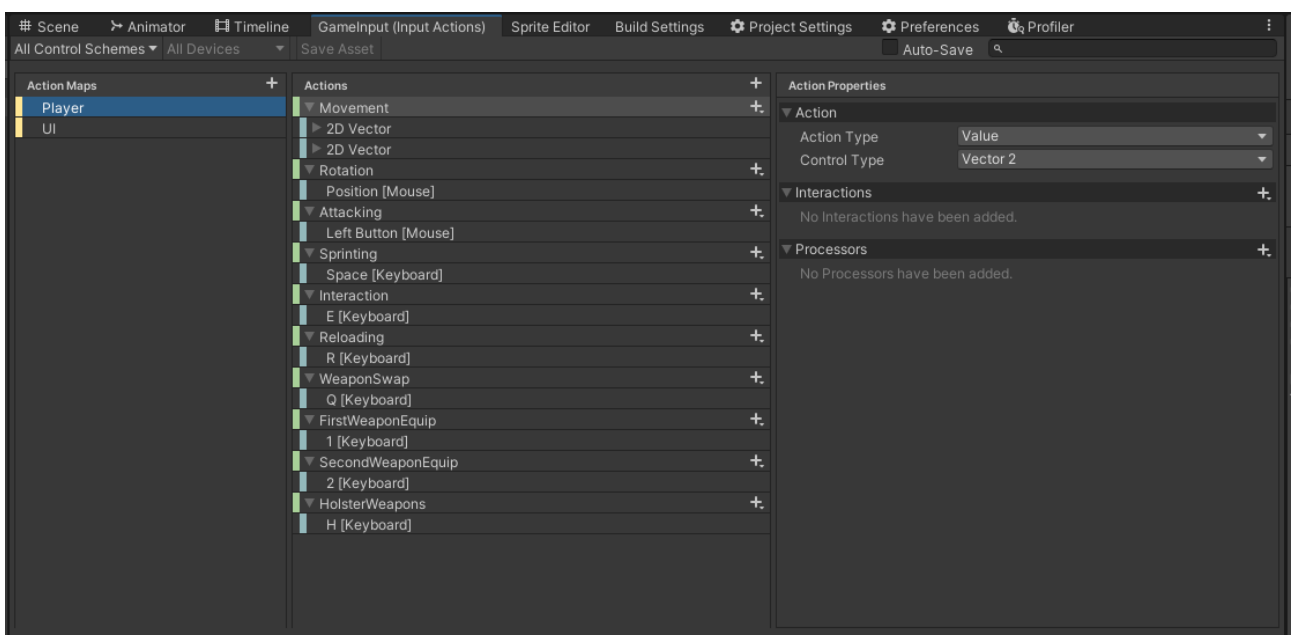 Scene Animator Timeline GameInput (Input Actions) Sprite Editor Build Settings Project Settings Preferences Profiler
All Control Schemes All Devices Save Asset Auto-Save
Action Maps
Player
UI
Actions
Movement
2D Vector
2D Vector
Rotation
Position [Mouse]
Attacking
Left Button [Mouse]
Sprinting
Space [Keyboard]
Interaction
E [Keyboard]
Reloading
R [Keyboard]
WeaponSwap
Q [Keyboard]
FirstWeaponEquip
1 [Keyboard]
SecondWeaponEquip
2 [Keyboard]
HolsterWeapons
H [Keyboard]
Action Properties
Action
Action Type Value
Control Type Vector 2
Interactions
No Interactions have been added.
Processors
No Processors have been added.